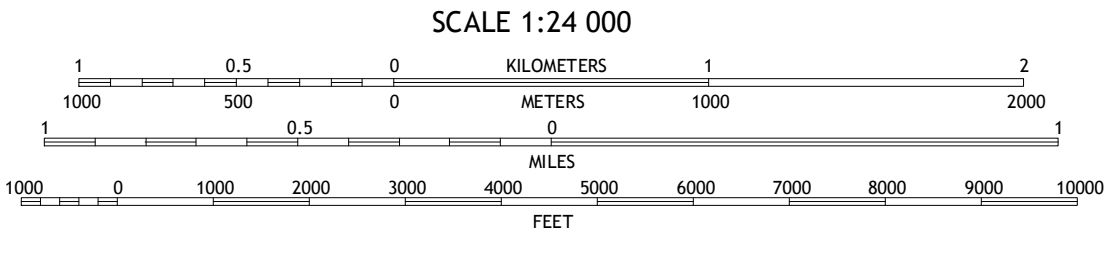 SCALE 1:24 000
1 0.5 0 KILOMETERS 1 2
1000 500 0 METERS 1000 2000
1 0.5 0 1
MILES
1000 0 1000 2000 3000 4000 5000 6000 7000 8000 9000 10000
FEET